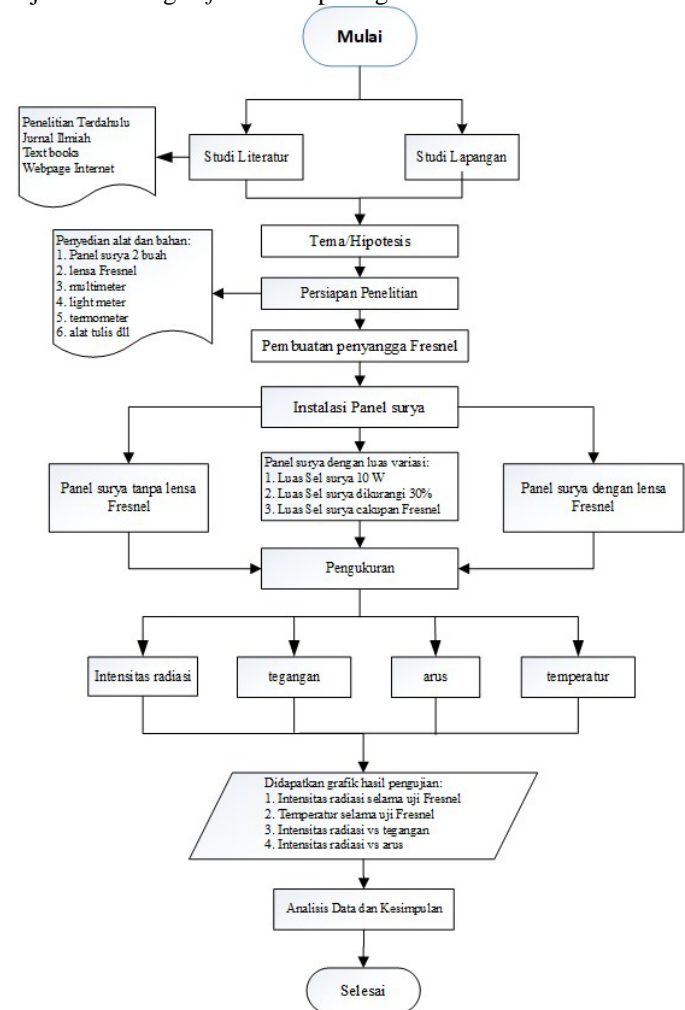 Mulai
Penelitian Terdahulu
Jurnal Ilmiah
Text books
Webpage Internet
Studi Literatur
Studi Lapangan
Tema/Hipotesis
Penyedian alat dan bahan:
1. Panel surya 2 buah
2. lensa Fresnel
3. multimeter
4. light meter
5. termometer
6. alat tulis dll
Persiapan Penelitian
Pembuatan penyangga Fresnel
Instalasi Panel surya
Panel surya tanpa lensa
Fresnel
Panel surya dengan luas variasi:
1. Luas Sel surya 10 W
2. Luas Sel surya dikurangi 30%
3. Luas Sel surya cakupan Fresnel
Panel surya dengan lensa
Fresnel
Pengukuran
Intensitas radiasi
tegangan
arus
temperatur
Didapatkan grafik hasil pengujian:
1. Intensitas radiasi selama uji Fresnel
2. Temperatur selama uji Fresnel
3. Intensitas radiasi vs tegangan
4. Intensitas radiasi vs arus
Analisis Data dan Kesimpulan
Selesai